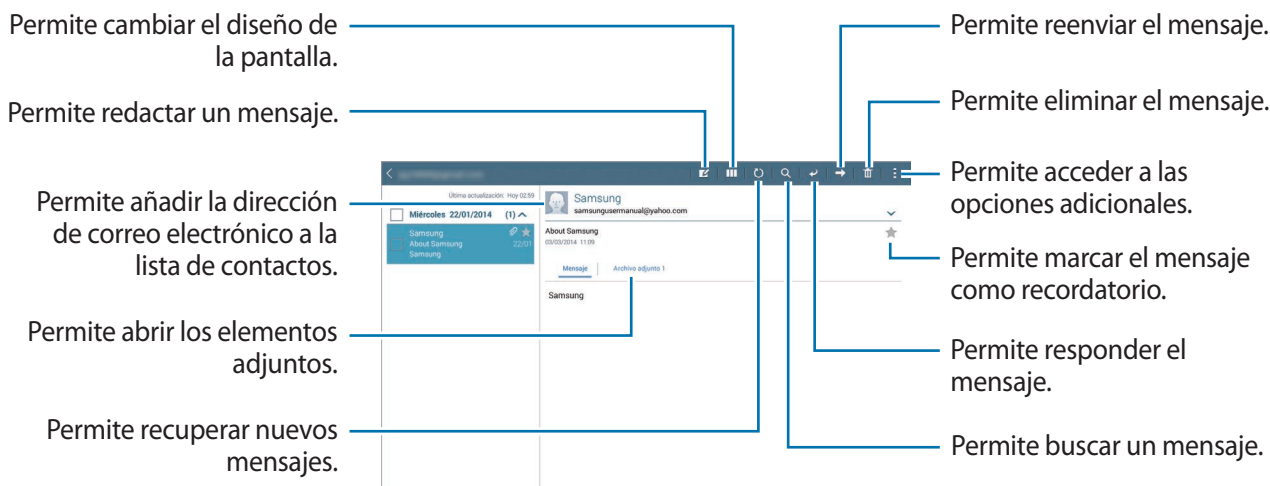 Permite cambiar el diseño de
la pantalla.
Permite redactar un mensaje.
Permite añadir la dirección
de correo electrónico a la
lista de contactos.
Permite abrir los elementos
adjuntos.
Permite recuperar nuevos
mensajes.
Última actualización: Hoy 02:59
Miércoles 22/01/2014 (1)
Samsung
About Samsung 22/01
Samsung
Samsung
samsungusermanual@yahoo.com
About Samsung
03/03/2014 11:09
Mensaje Archivo adjunto 1
Samsung
Permite reenviar el mensaje.
Permite eliminar el mensaje.
Permite acceder a las
opciones adicionales.
Permite marcar el mensaje
como recordatorio.
Permite responder el
mensaje.
Permite buscar un mensaje.